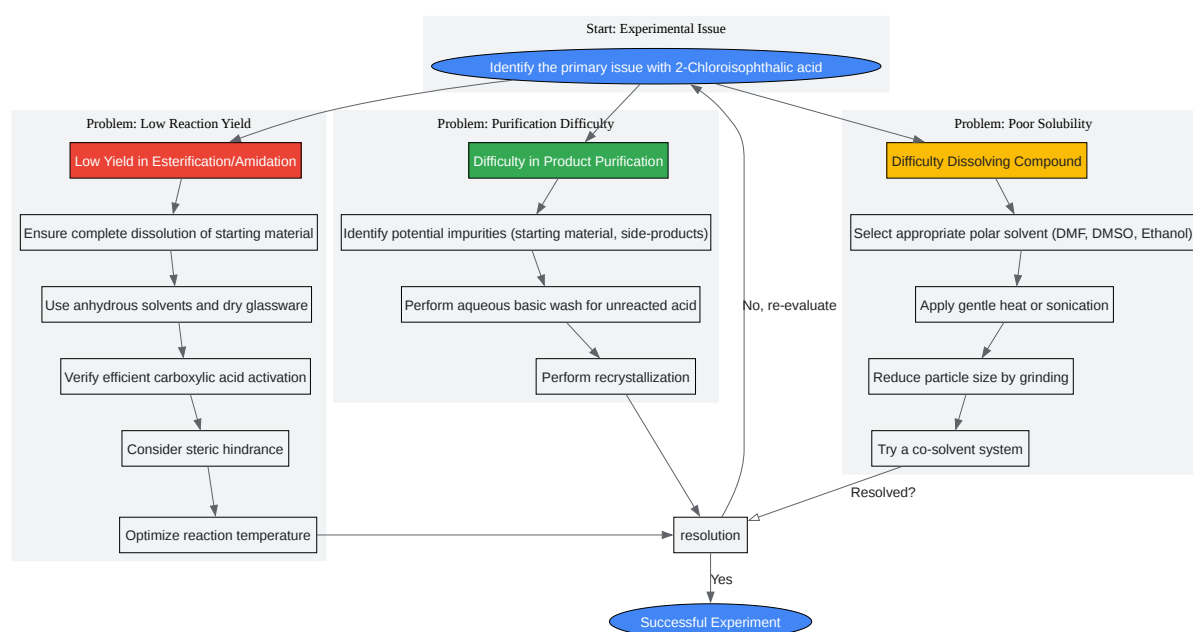 Start: Experimental Issue
Identify the primary issue with 2-Chloroisophthalic acid
Problem: Low Reaction Yield
Low Yield in Esterification/Amidation
Ensure complete dissolution of starting material
Use anhydrous solvents and dry glassware
Verify efficient carboxylic acid activation
Consider steric hindrance
Optimize reaction temperature
Problem: Purification Difficulty
Difficulty in Product Purification
Identify potential impurities (starting material, side-products)
Perform aqueous basic wash for unreacted acid
Perform recrystallization
Problem: Poor Solubility
Difficulty Dissolving Compound
Select appropriate polar solvent (DMF, DMSO, Ethanol)
Apply gentle heat or sonication
Reduce particle size by grinding
Try a co-solvent system
No, re-evaluate
Resolved?
resolution
Yes
Successful Experiment